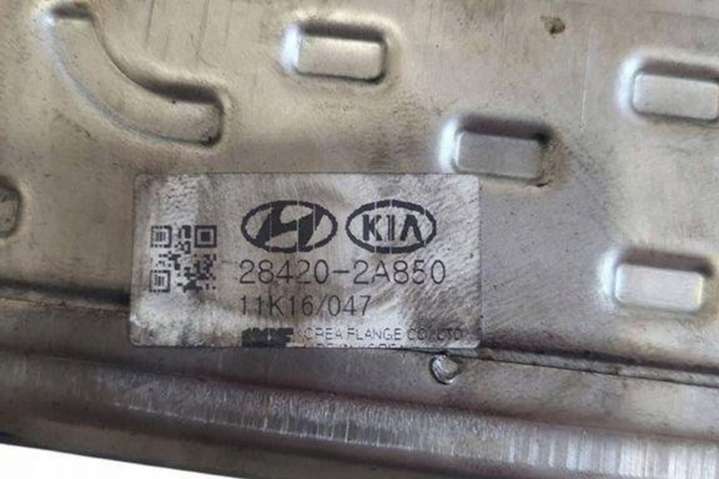 KIA
28420-2A850
11K16/047
KOREA FLANGE CO.,LTD